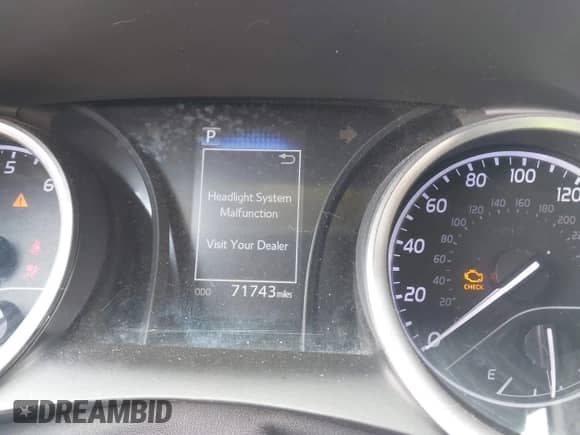 P
Headlight System
Malfunction
Visit Your Dealer
ODO 71743 miles
5
6
0
20
40
60
80
100
120
20
40
60
80
100
120
140
160
180
200
CHECK
E
DREAMBID